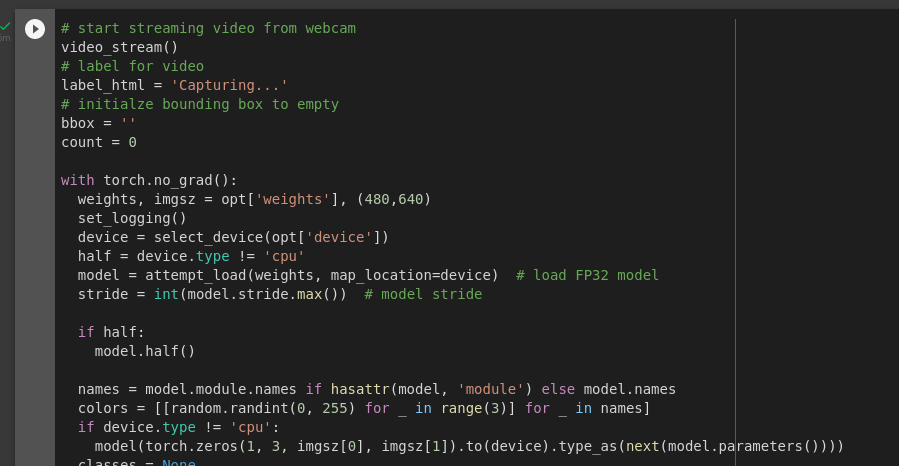 # start streaming video from webcam
video_stream()
# label for video
label_html = 'Capturing...'
# initialze bounding box to empty
bbox = ''
count = 0

with torch.no_grad():
  weights, imgsz = opt['weights'], (480,640)
  set_logging()
  device = select_device(opt['device'])
  half = device.type != 'cpu'
  model = attempt_load(weights, map_location=device)  # load FP32 model
  stride = int(model.stride.max())  # model stride

  if half:
    model.half()

  names = model.module.names if hasattr(model, 'module') else model.names
  colors = [[random.randint(0, 255) for _ in range(3)] for _ in names]
  if device.type != 'cpu':
    model(torch.zeros(1, 3, imgsz[0], imgsz[1]).to(device).type_as(next(model.parameters())))
  classes = None